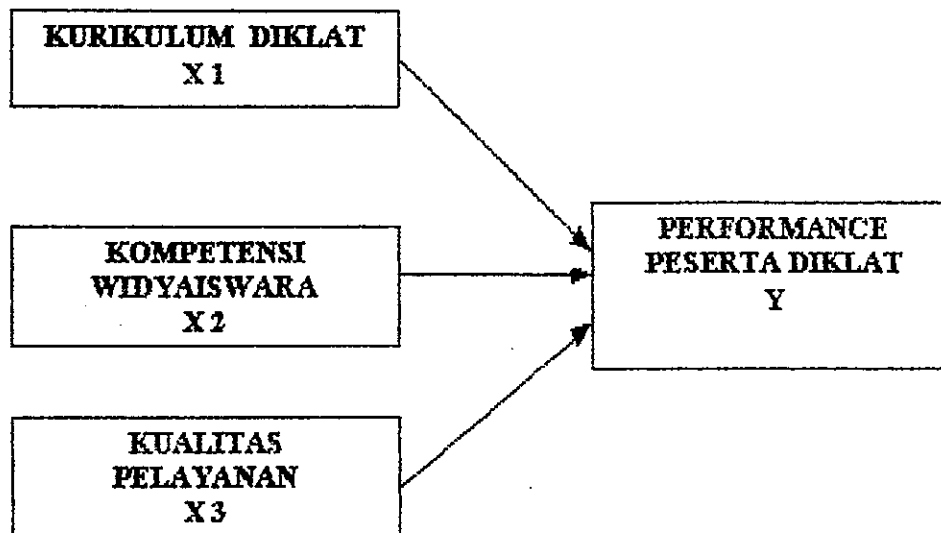 KURIKULUM DIKLAT
X 1
KOMPETENSI
WIDYAISWARA
X 2
KUALITAS
PELAYANAN
X 3
PERFORMANCE
PESERTA DIKLAT
Y